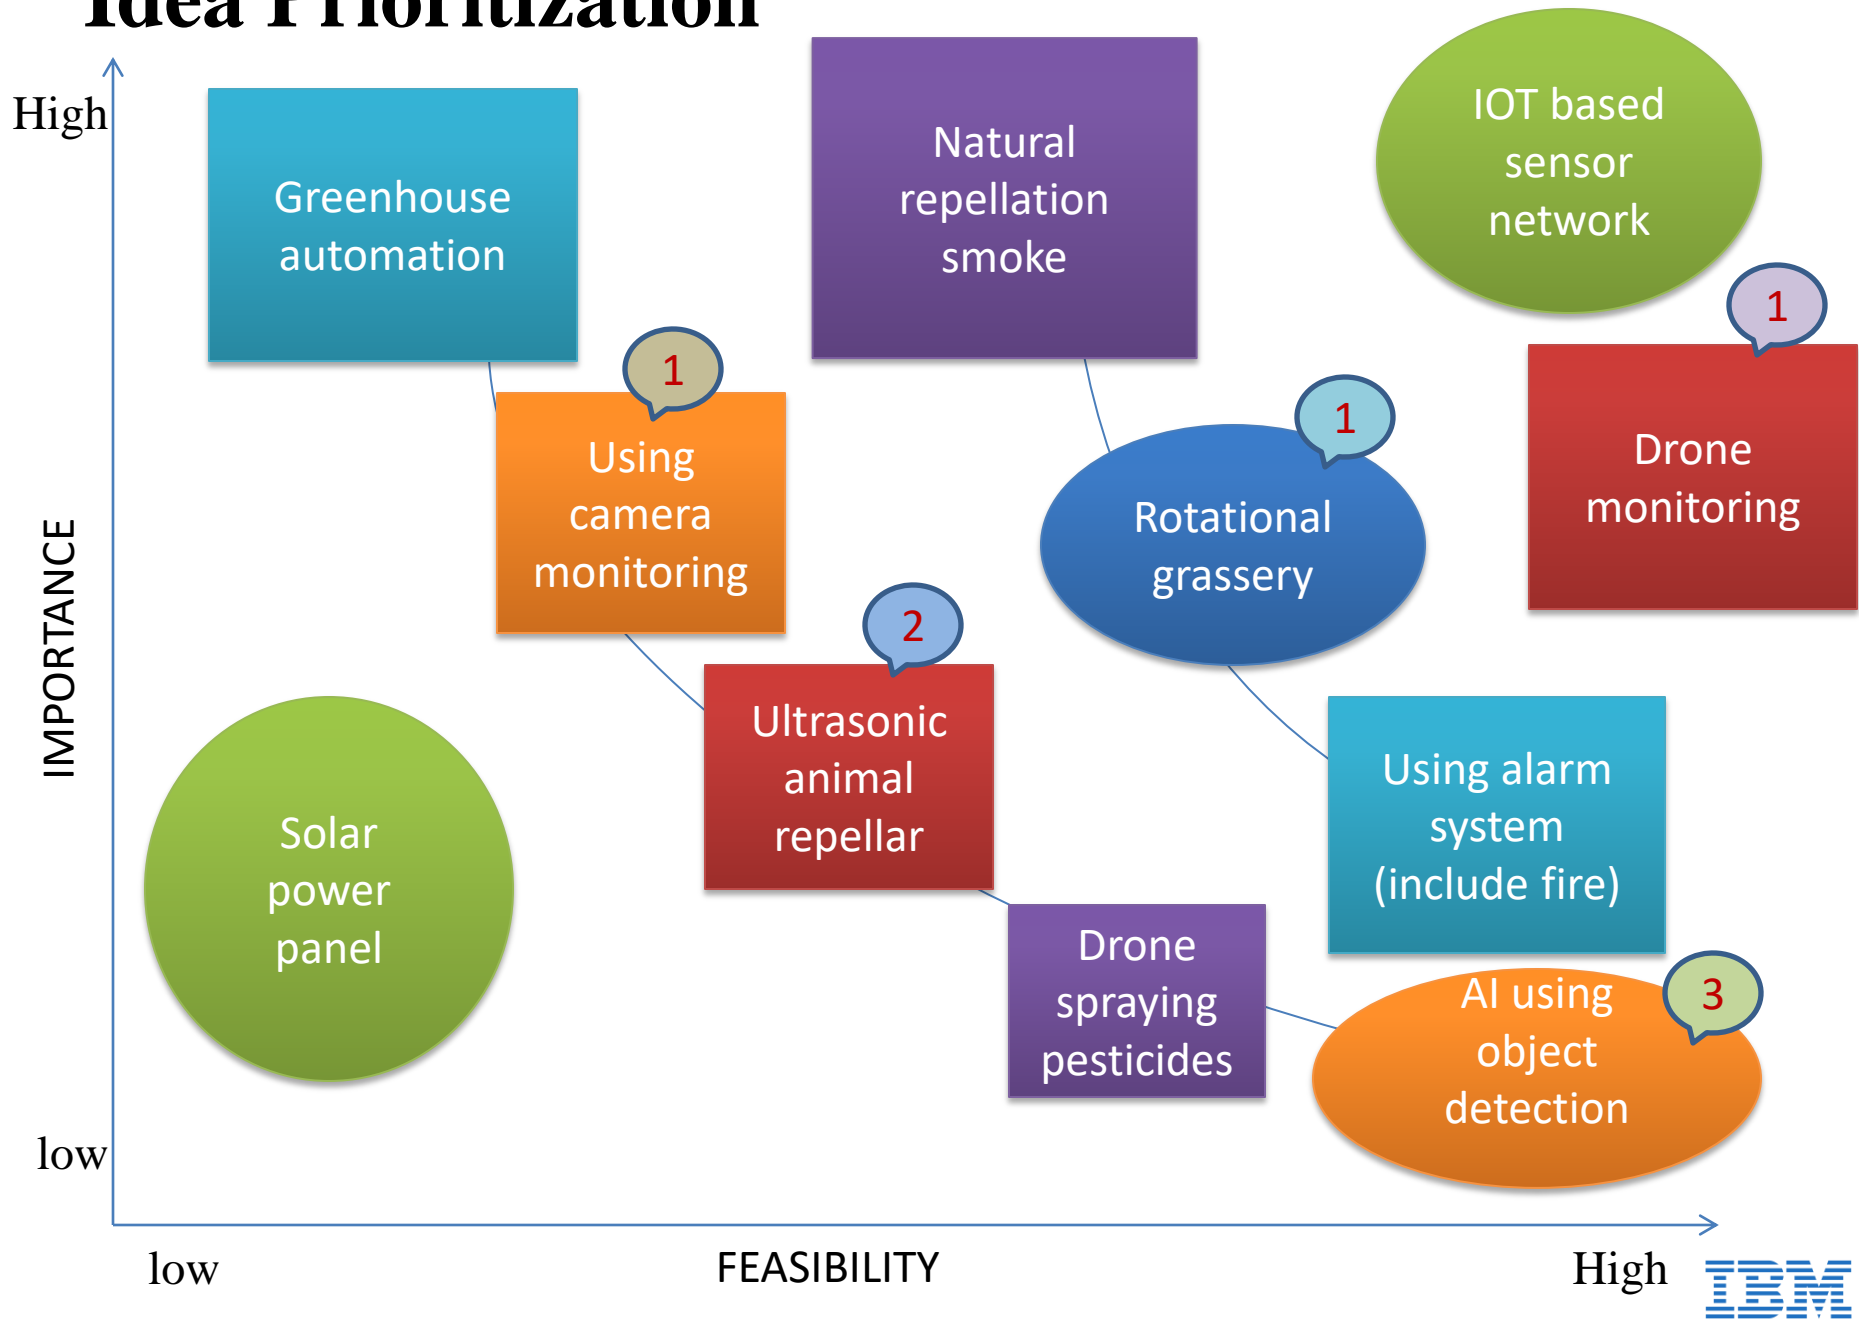 Idea Prioritization
High
Greenhouse
automation
Natural
repellation
smoke
IOT based
sensor
network
1
Using
camera
monitoring
1
Rotational
grassery
1
Drone
monitoring
IMPORTANCE
2
Ultrasonic
animal
repellar
Solar
power
panel
Using alarm
system
(include fire)
Drone
spraying
pesticides
3
AI using
object
detection
low
low
FEASIBILITY
High
IBM